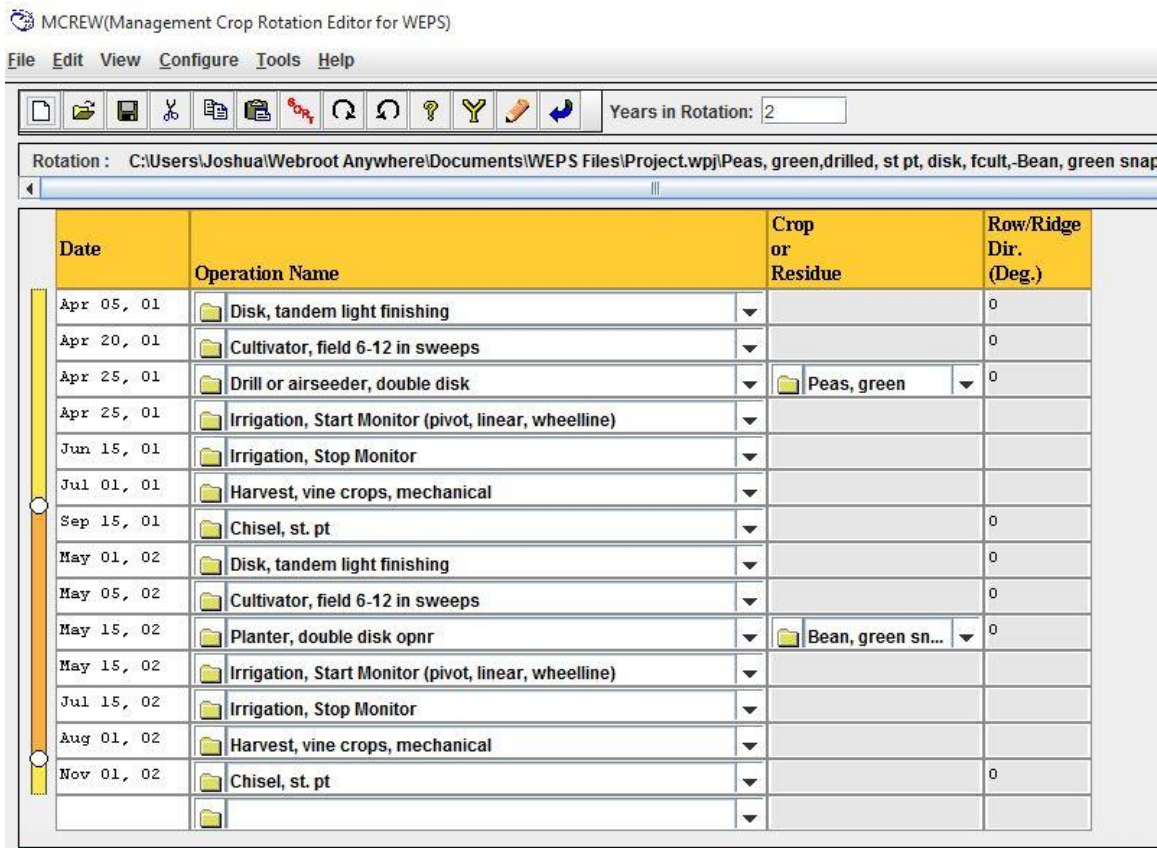 MCREW(Management Crop Rotation Editor for WEPS)
File Edit View Configure Tools Help
SORT ? Years in Rotation: 2
Rotation : C:\Users\Joshua\Webroot Anywhere\Documents\WEPS Files\Project.wpj\Peas, green,drilled, st pt, disk, fcult,-Bean, green snap
Date Operation Name Crop or Residue Row/Ridge Dir. (Deg.)
Apr 05, 01 Disk, tandem light finishing 0
Apr 20, 01 Cultivator, field 6-12 in sweeps 0
Apr 25, 01 Drill or airseeder, double disk Peas, green 0
Apr 25, 01 Irrigation, Start Monitor (pivot, linear, wheelline)
Jun 15, 01 Irrigation, Stop Monitor
Jul 01, 01 Harvest, vine crops, mechanical
Sep 15, 01 Chisel, st. pt 0
May 01, 02 Disk, tandem light finishing 0
May 05, 02 Cultivator, field 6-12 in sweeps 0
May 15, 02 Planter, double disk opnr Bean, green sn... 0
May 15, 02 Irrigation, Start Monitor (pivot, linear, wheelline)
Jul 15, 02 Irrigation, Stop Monitor
Aug 01, 02 Harvest, vine crops, mechanical
Nov 01, 02 Chisel, st. pt 0